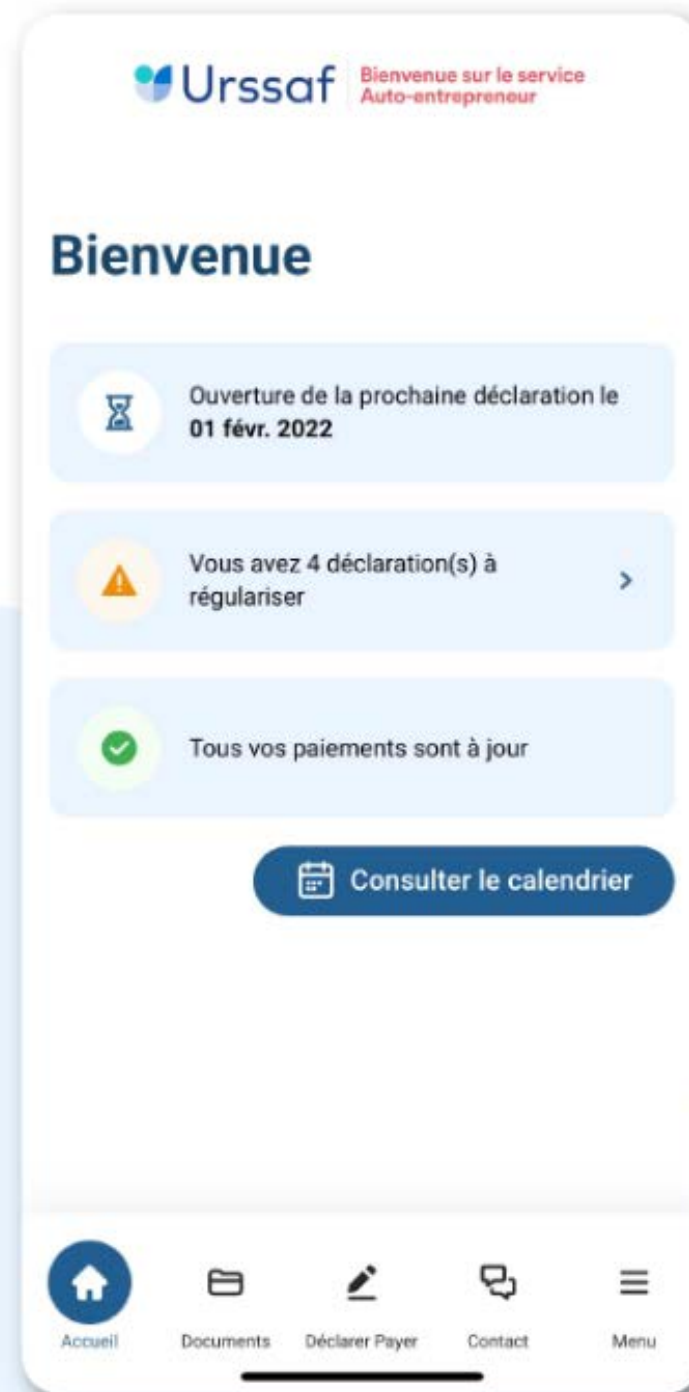 Urssaf
Bienvenue sur le service
Auto-entrepreneur
Bienvenue
Ouverture de la prochaine déclaration le
01 févr. 2022
Vous avez 4 déclaration(s) à
régulariser
Tous vos paiements sont à jour
Consulter le calendrier
Accueil
Documents
Déclarer Payer
Contact
Menu